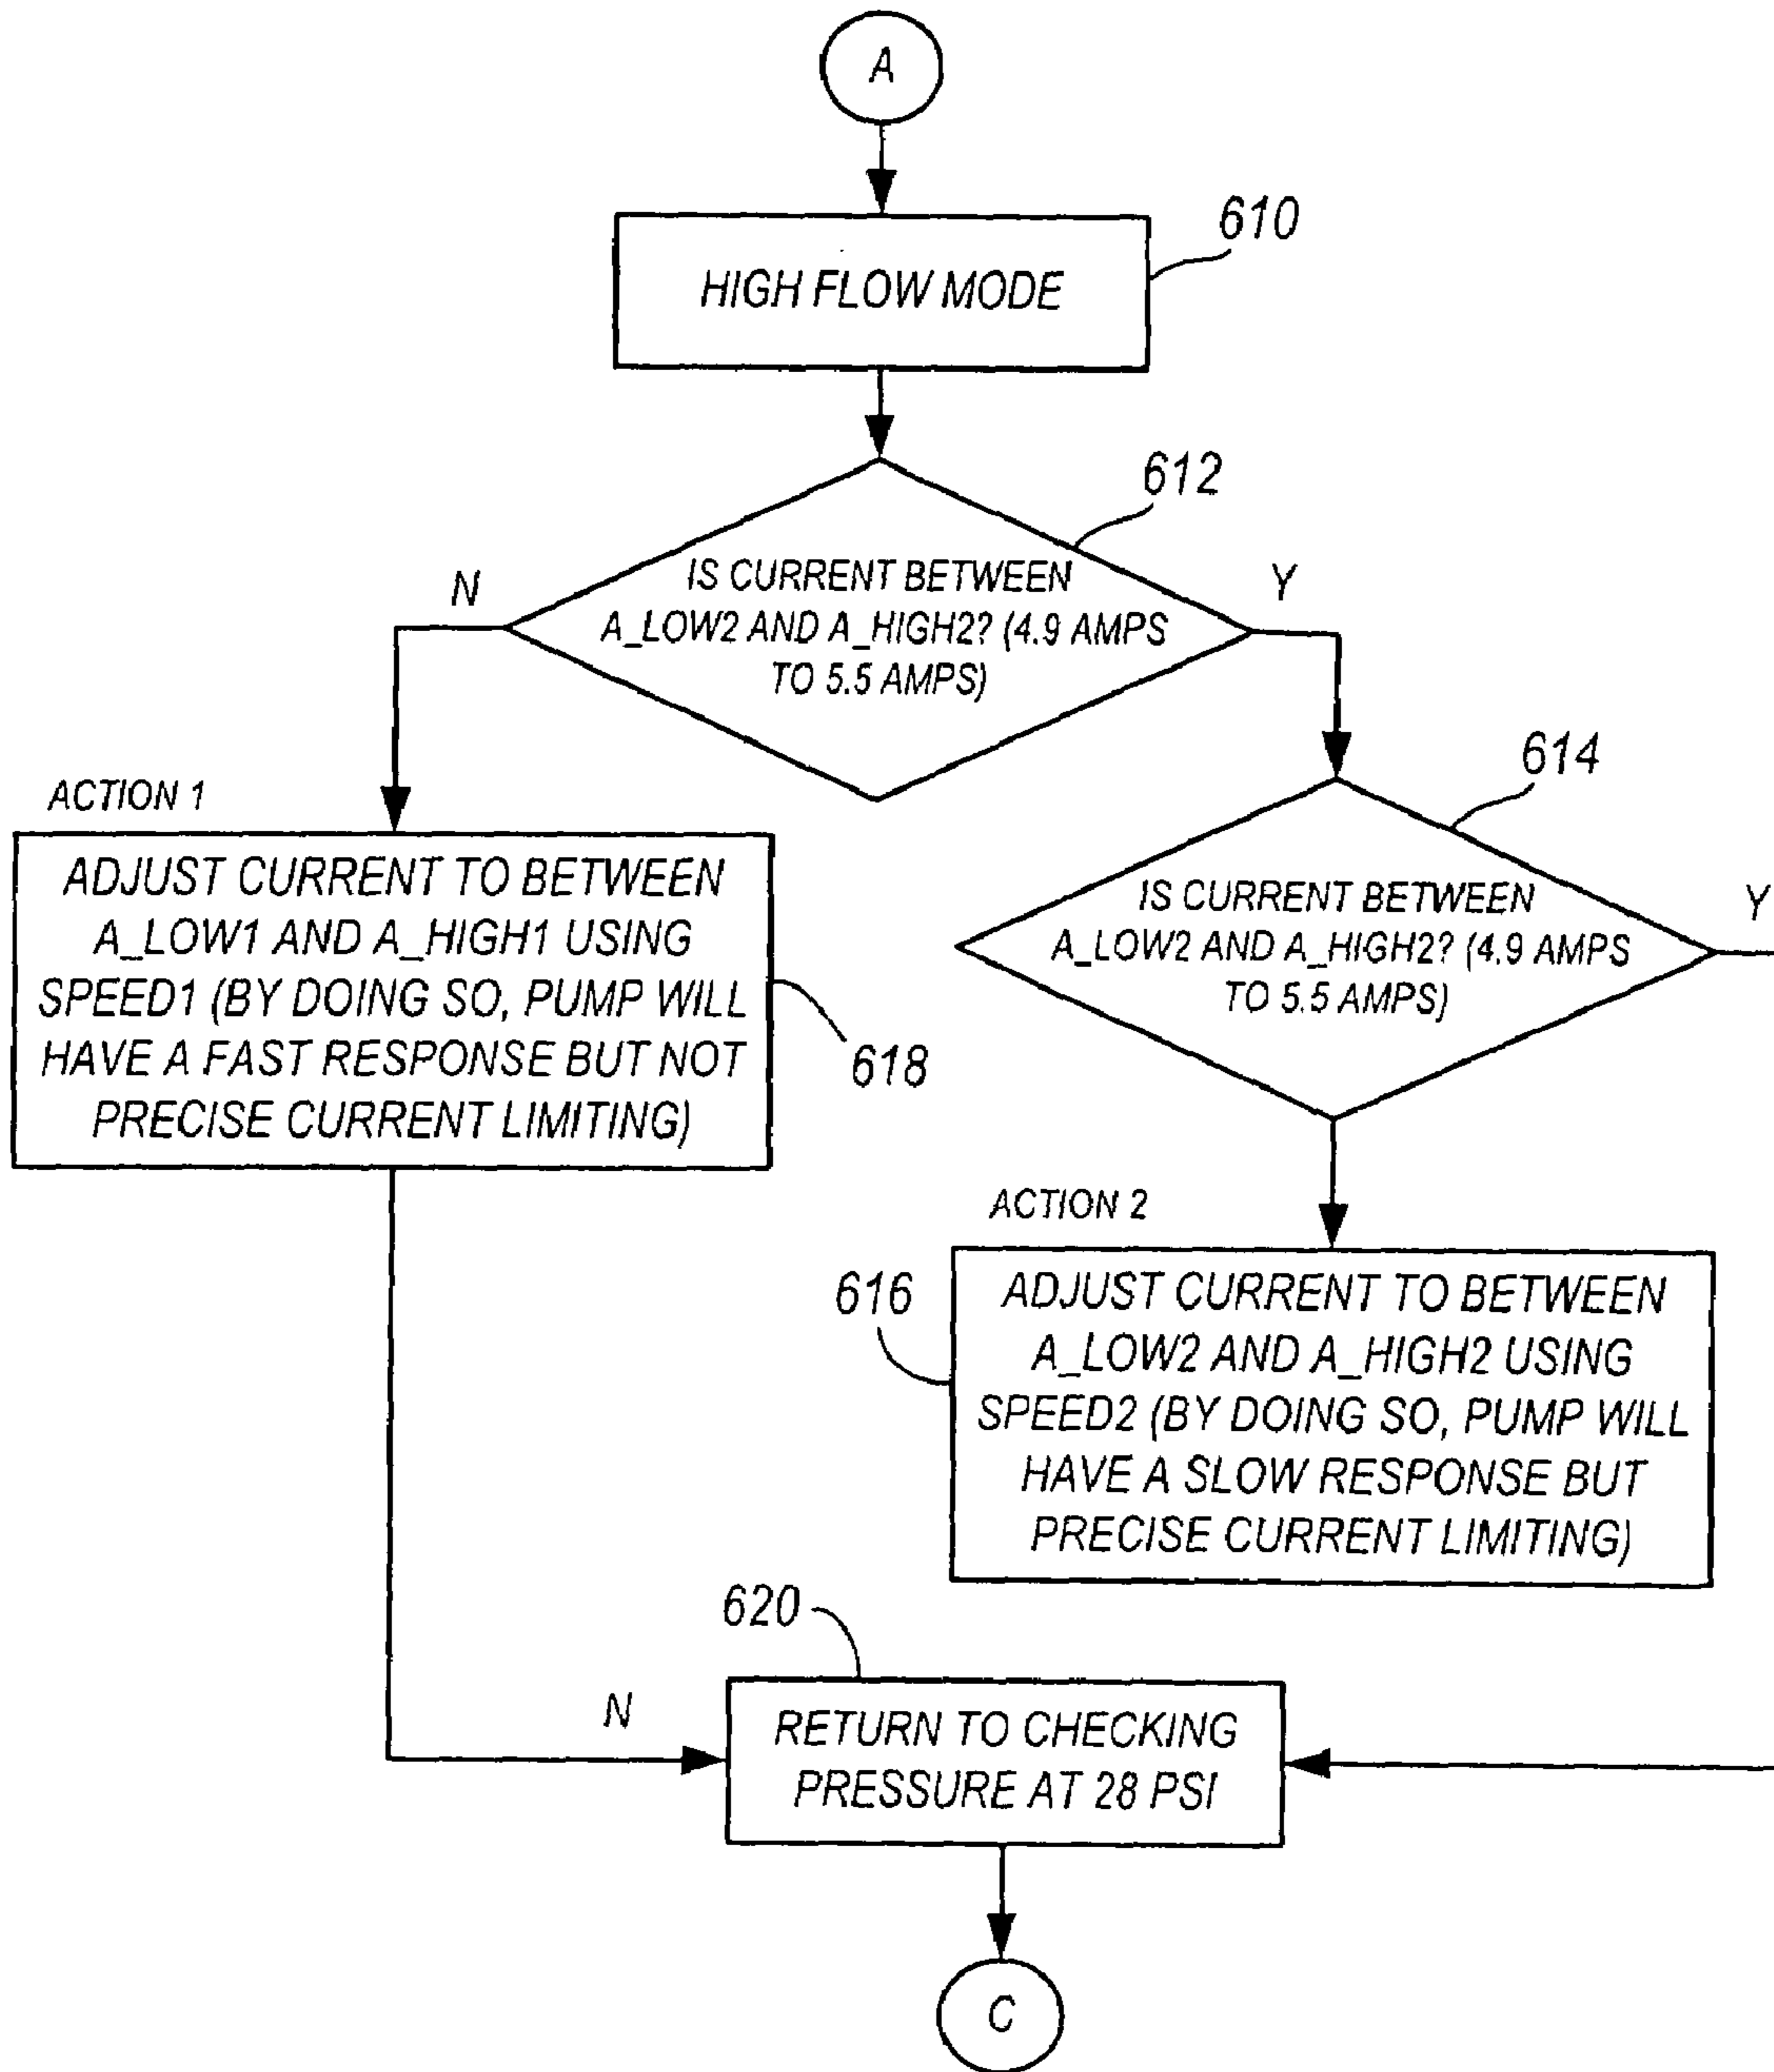 A
610
HIGH FLOW MODE
612
N
IS CURRENT BETWEEN
A_LOW2 AND A_HIGH2? (4.9 AMPS
TO 5.5 AMPS)
Y
614
ACTION 1
ADJUST CURRENT TO BETWEEN
A_LOW1 AND A_HIGH1 USING
SPEED1 (BY DOING SO, PUMP WILL
HAVE A FAST RESPONSE BUT NOT
PRECISE CURRENT LIMITING)
618
IS CURRENT BETWEEN
A_LOW2 AND A_HIGH2? (4.9 AMPS
TO 5.5 AMPS)
Y
ACTION 2
616
ADJUST CURRENT TO BETWEEN
A_LOW2 AND A_HIGH2 USING
SPEED2 (BY DOING SO, PUMP WILL
HAVE A SLOW RESPONSE BUT
PRECISE CURRENT LIMITING)
620
N
RETURN TO CHECKING
PRESSURE AT 28 PSI
C